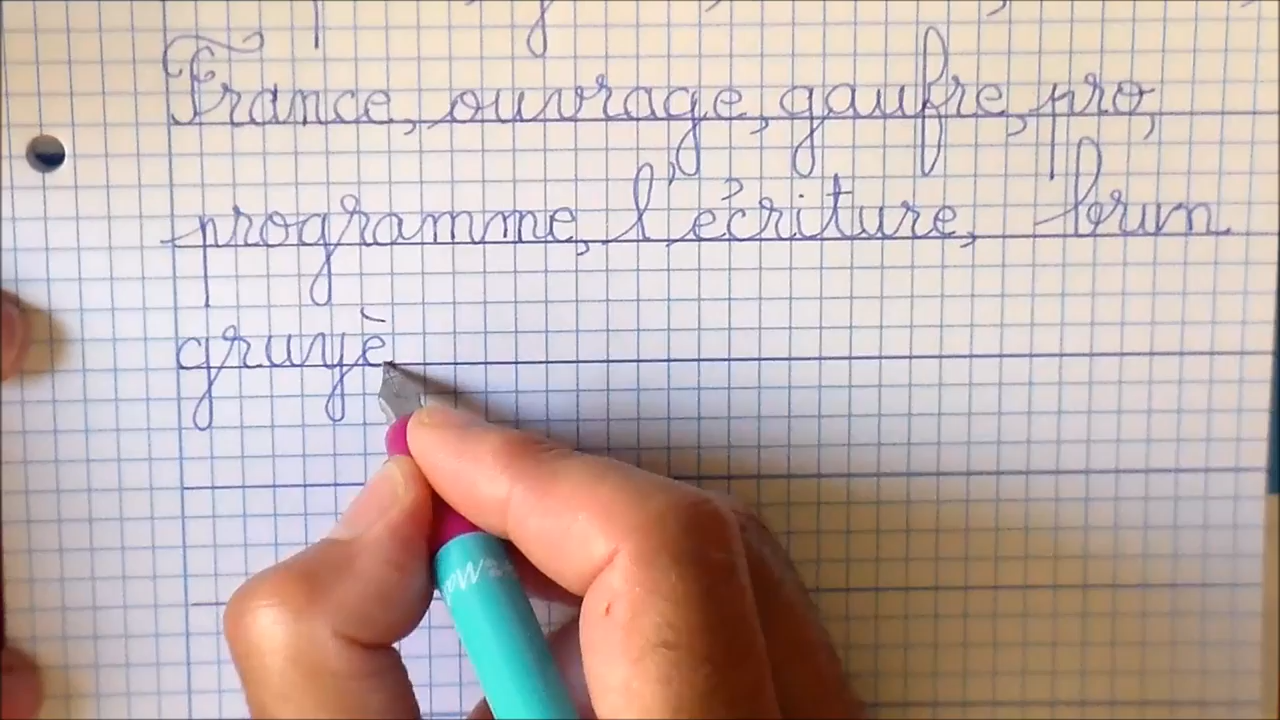 France, ouvrage, gaufre, pro,
programme, l'écriture, brun
gruyè